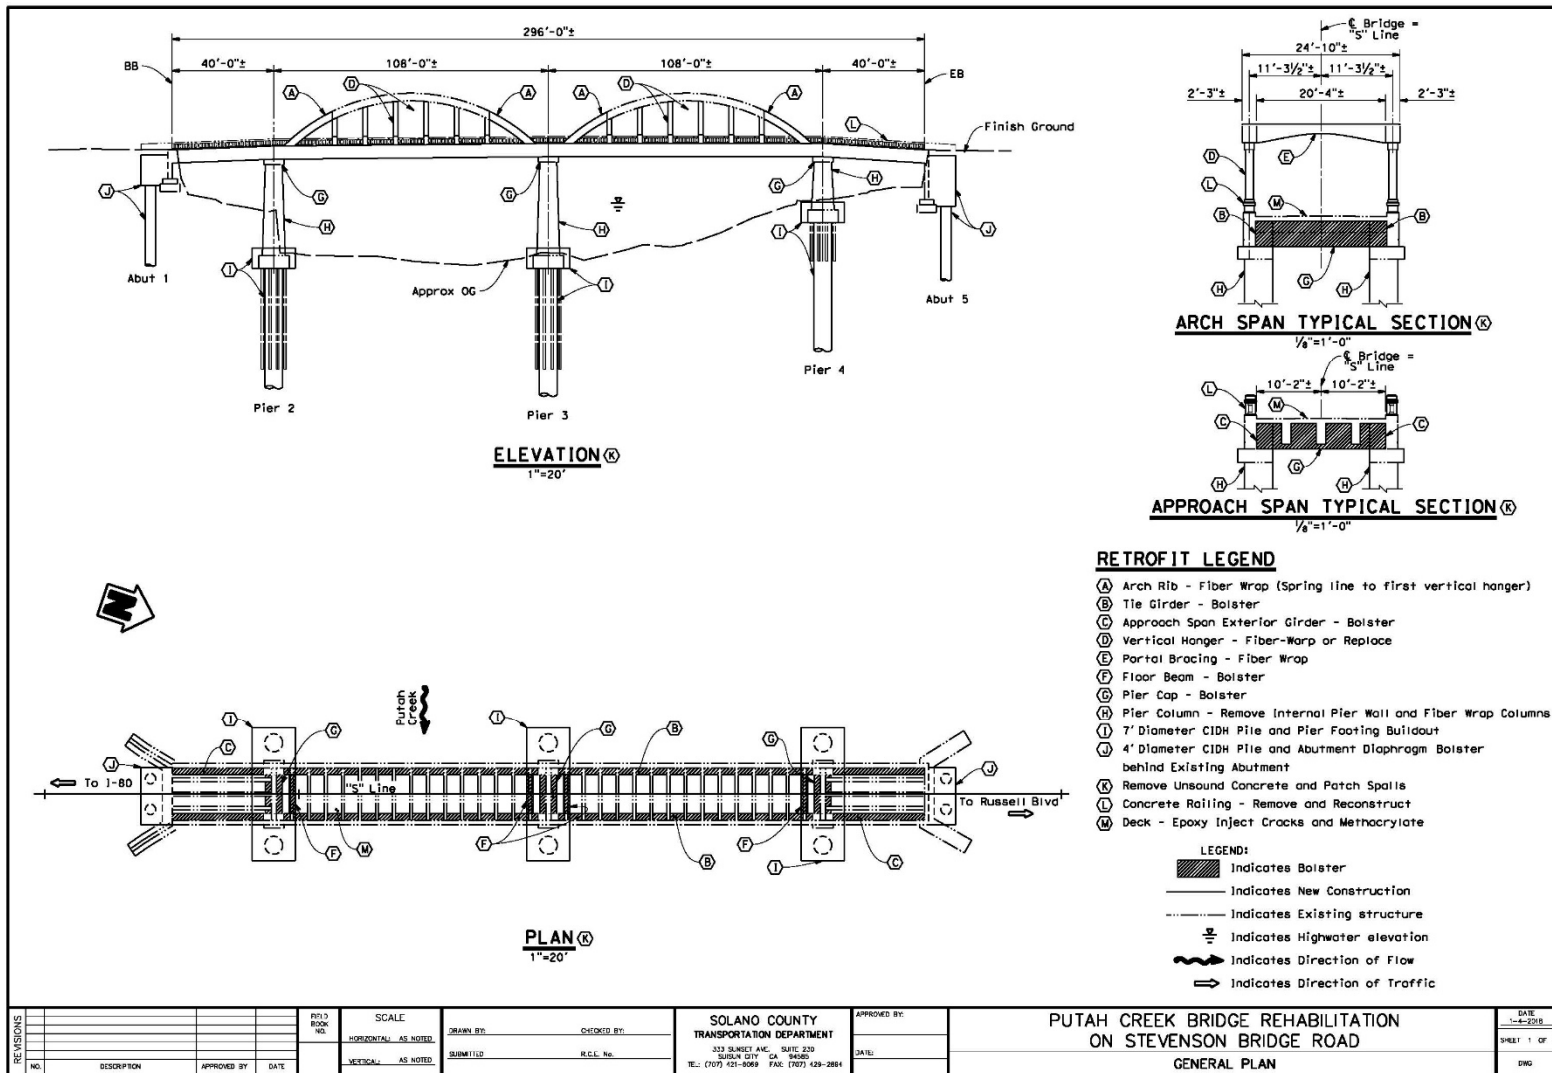 296'-0"±
BB
40'-0"±
108'-0"±
108'-0"±
40'-0"±
EB
A
D
A
A
D
A
L
Finish Ground
J
G
G
G
H
J
H
H
I
I
I
I
Abut 1
Approx OG
Abut 5
Pier 2
Pier 3
Pier 4
ELEVATION K
1"=20'
℄ Bridge =
"S" Line
24'-10"±
11'-3½"±
11'-3½"±
2'-3"±
20'-4"±
2'-3"±
E
D
L
M
B
B
G
H
H
ARCH SPAN TYPICAL SECTION K
⅛"=1'-0"
℄ Bridge =
"S" Line
10'-2"±
10'-2"±
L
M
C
C
G
H
H
APPROACH SPAN TYPICAL SECTION K
⅛"=1'-0"
RETROFIT LEGEND
A Arch Rib - Fiber Wrap (Spring line to first vertical hanger)
B Tie Girder - Bolster
C Approach Span Exterior Girder - Bolster
D Vertical Hanger - Fiber-Warp or Replace
E Portal Bracing - Fiber Wrap
F Floor Beam - Bolster
G Pier Cap - Bolster
H Pier Column - Remove Internal Pier Wall and Fiber Wrap Columns
I 7' Diameter CIDH Pile and Pier Footing Buildout
J 4' Diameter CIDH Pile and Abutment Diaphragm Bolster
behind Existing Abutment
K Remove Unsound Concrete and Patch Spalls
L Concrete Railing - Remove and Reconstruct
M Deck - Epoxy Inject Cracks and Methacrylate
LEGEND:
Indicates Bolster
Indicates New Construction
Indicates Existing structure
Indicates Highwater elevation
Indicates Direction of Flow
Indicates Direction of Traffic
N
Putah
Creek
I
I
G
G
B
G
J
C
J
To I-80
"S" Line
To Russell Blvd
F
M
F
B
F
I
C
PLAN K
1"=20'
REVISIONS
NO.
DESCRIPTION
APPROVED BY
DATE
FIELD
BOOK
NO.
SCALE
HORIZONTAL: AS NOTED
VERTICAL: AS NOTED
DRAWN BY:
CHECKED BY:
SUBMITTED
R.C.E. No.
SOLANO COUNTY
TRANSPORTATION DEPARTMENT
333 SUNSET AVE. SUITE 230
SUISUN CITY CA 94585
APPROVED BY:
DATE:
PUTAH CREEK BRIDGE REHABILITATION
ON STEVENSON BRIDGE ROAD
GENERAL PLAN
DATE
SHEET 1 OF
DWG